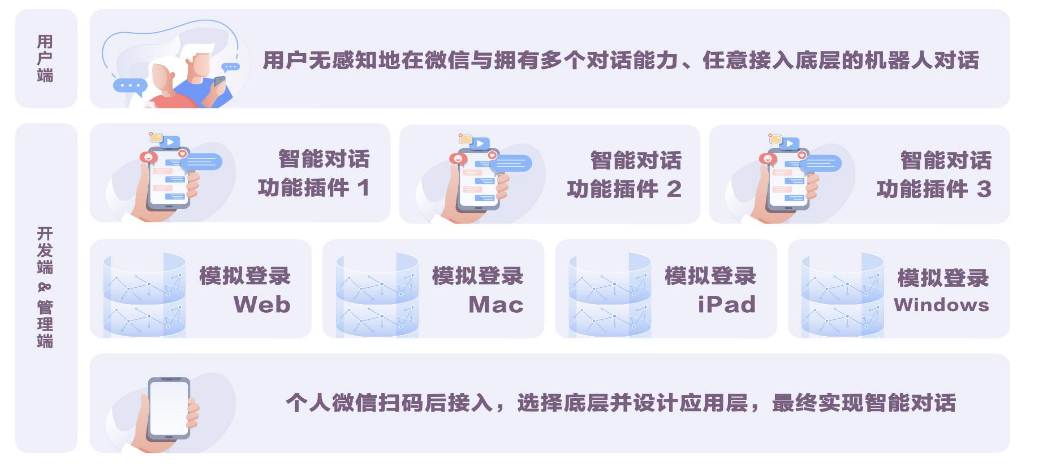 用户端
用户无感知地在微信与拥有多个对话能力、任意接入底层的机器人对话
开发端&管理端
智能对话
功能插件 1
智能对话
功能插件 2
智能对话
功能插件 3
模拟登录
Web
模拟登录
Mac
模拟登录
iPad
模拟登录
Windows
个人微信扫码后接入，选择底层并设计应用层，最终实现智能对话